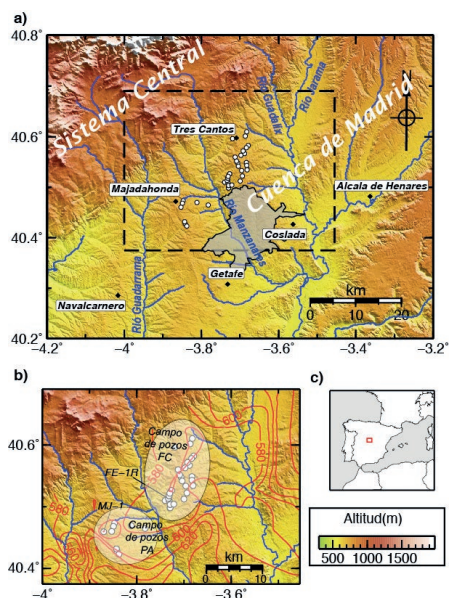 a)
40.8
40.6
40.4
40.2
−4.2
−4
−3.8
−3.6
−3.4
−3.2
Sistema Central
Cuenca de Madrid
Río Guadalix
Río Jarama
N
Tres Cantos
Majadahonda
Alcala de Henares
Río Manzanares
Coslada
Getafe
Navalcarnero
Río Guadarrama
km
0 10 20
b)
40.6
40.4
−4
−3.8
−3.6
Campo
de pozos
FC
FE−1R
MJ−1
Campo
de pozos
PA
580
km
0 10
c)
Altitud(m)
500 1000 1500